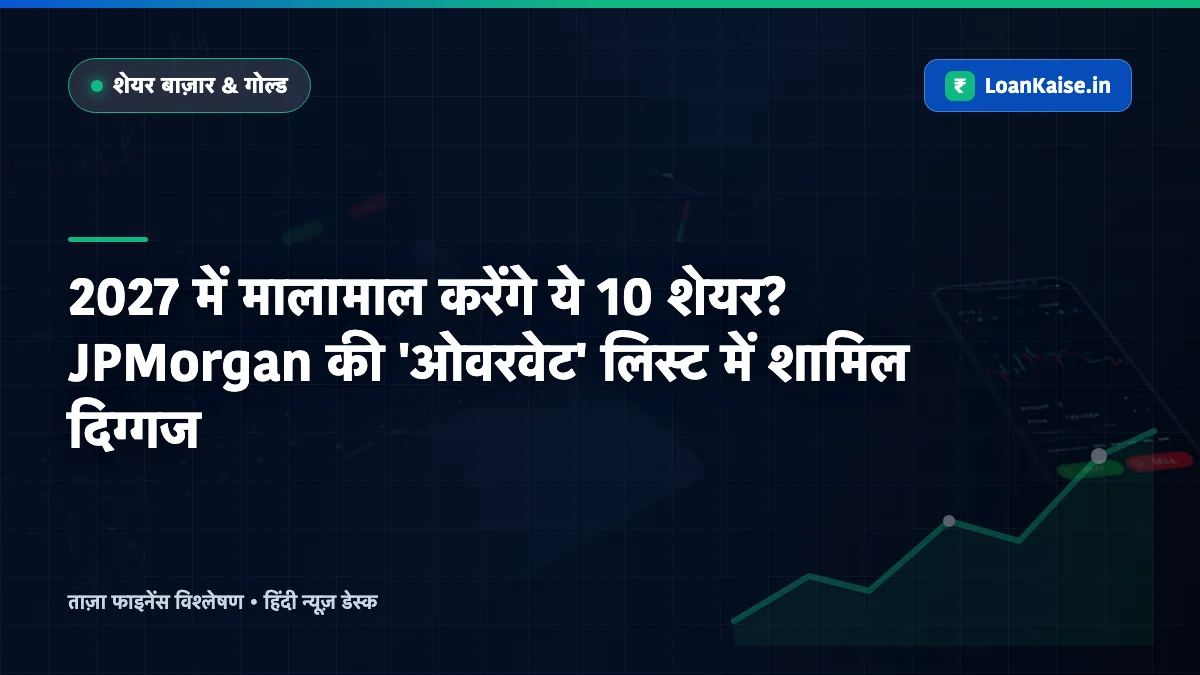 शेयर बाज़ार & गोल्ड
₹ LoanKaise.in
2027 में मालामाल करेंगे ये 10 शेयर?
JPMorgan की 'ओवरवेट' लिस्ट में शामिल
दिग्गज
ताज़ा फाइनेंस विश्लेषण • हिंदी न्यूज़ डेस्क